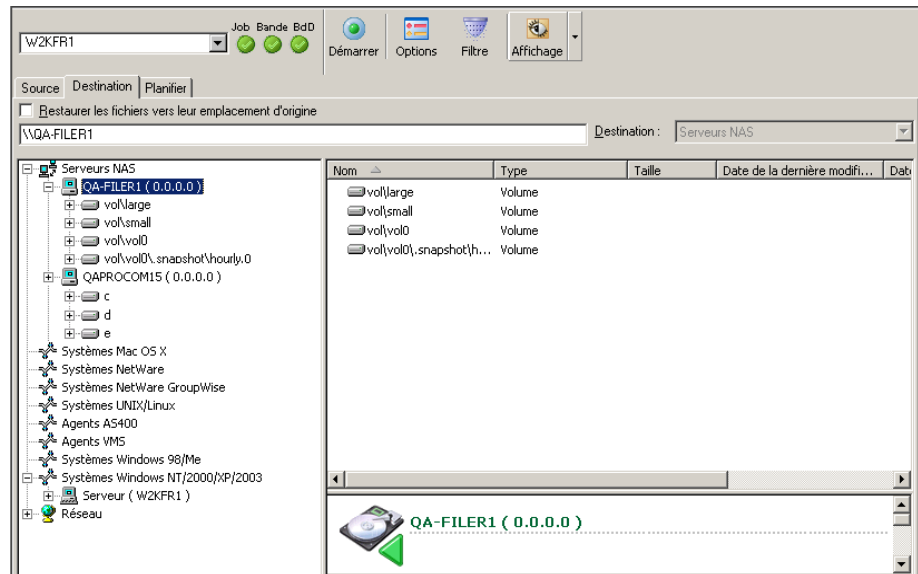 Job Bande BdD
W2KFR1
Démarrer Options Filtre Affichage
Source Destination Planifier
Restaurer les fichiers vers leur emplacement d'origine
\\QA-FILER1
Destination : Serveurs NAS
Serveurs NAS
QA-FILER1 ( 0.0.0.0 )
vol\large
vol\small
vol\vol0
vol\vol0\.snapshot\hourly.0
QAPROCOM15 ( 0.0.0.0 )
c
d
e
Systèmes Mac OS X
Systèmes NetWare
Systèmes NetWare GroupWise
Systèmes UNIX/Linux
Agents AS400
Agents VMS
Systèmes Windows 98/Me
Systèmes Windows NT/2000/XP/2003
Serveur ( W2KFR1 )
Réseau
Nom Type Taille Date de la dernière modifi... Date
vol\large Volume
vol\small Volume
vol\vol0 Volume
vol\vol0\.snapshot\h... Volume
QA-FILER1 ( 0.0.0.0 )